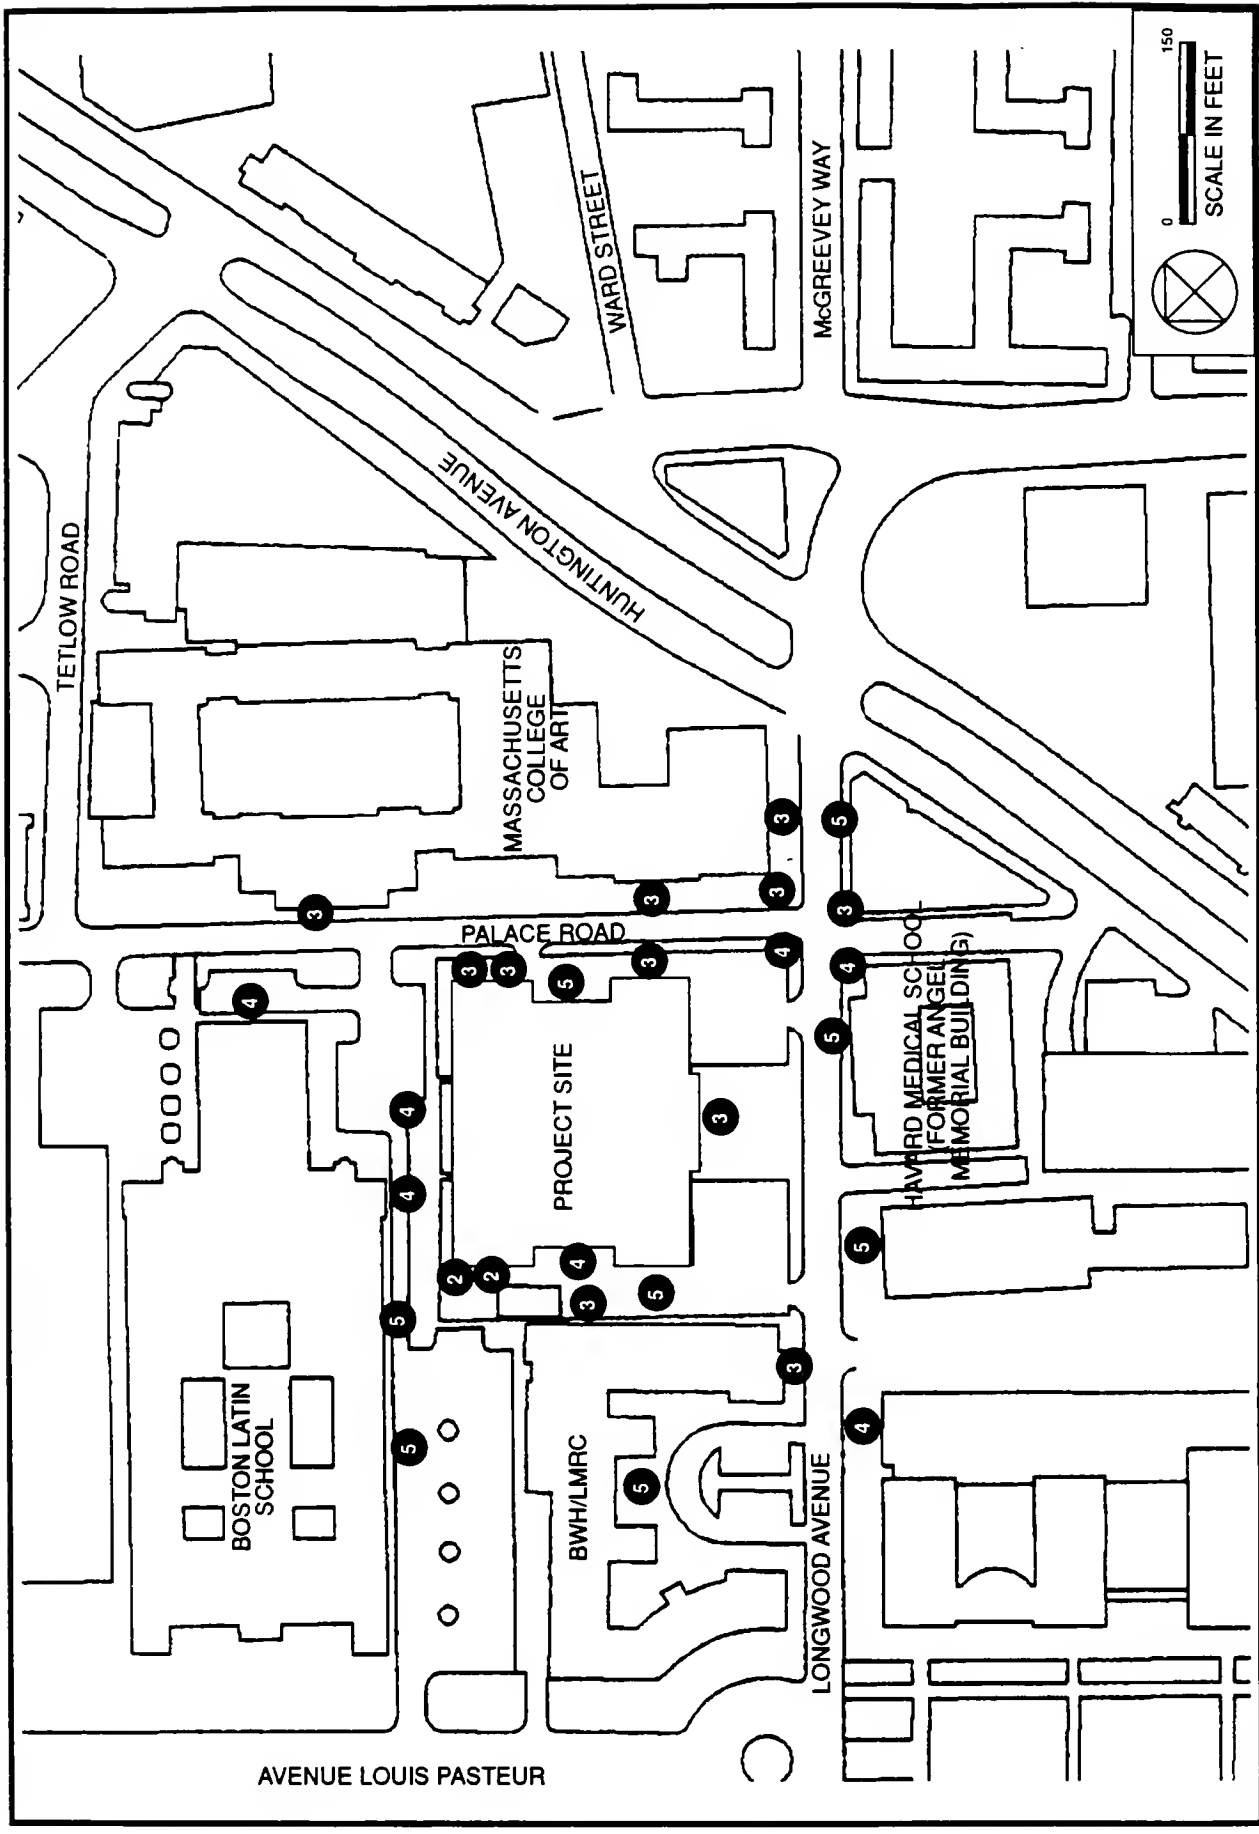 0 150
SCALE IN FEET
WARD STREET
McGREEVEY WAY
HUNTINGTON AVENUE
TETLOW ROAD
MASSACHUSETTS
COLLEGE
OF ART
3
5
3
3
3
3
PALACE ROAD
4
3
4
3
3
5
4
5
HAVARD MEDICAL SCHOOL
(FORMER ANGEL
MEMORIAL BUILDING)
PROJECT SITE
4
3
4
5
4
2
2
5
3
5
3
4
5
5
BOSTON LATIN
SCHOOL
BWH/LMRC
LONGWOOD AVENUE
AVENUE LOUIS PASTEUR